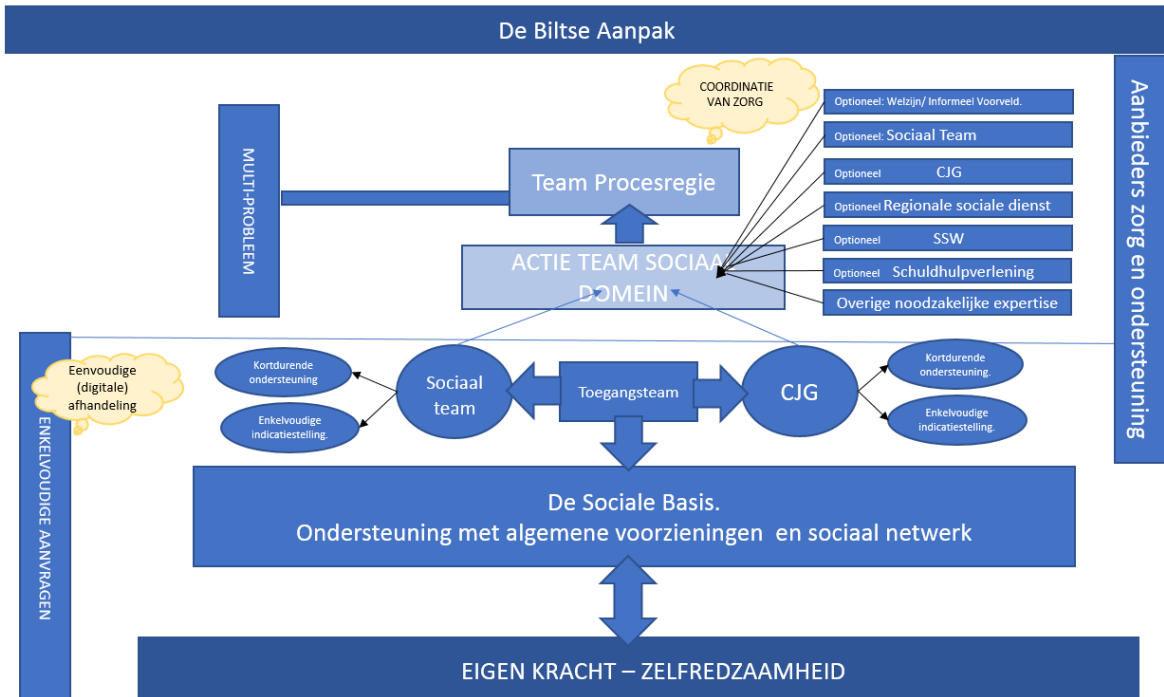 De Biltse Aanpak
COORDINATIE
VAN ZORG
Optioneel: Welzijn/ Informeel Voorveld.
Optioneel: Sociaal Team
Optioneel CJG
Optioneel Regionale sociale dienst
Optioneel SSW
Optioneel Schuldhulpverlening
Overige noodzakelijke expertise
Aanbieders zorg en ondersteuning
MULTI-PROBLEEM
Team Procesregie
ACTIE TEAM SOCIAAL
DOMEIN
ENKELVOUDIGE AANVRAGEN
Eenvoudige
(digitale)
afhandeling
Kortdurende
ondersteuning
Enkelvoudige
indicatiestelling.
Sociaal
team
Toegangsteam
CJG
Kortdurende
ondersteuning.
Enkelvoudige
indicatiestelling.
De Sociale Basis.
Ondersteuning met algemene voorzieningen en sociaal netwerk
EIGEN KRACHT – ZELFREDZAAMHEID